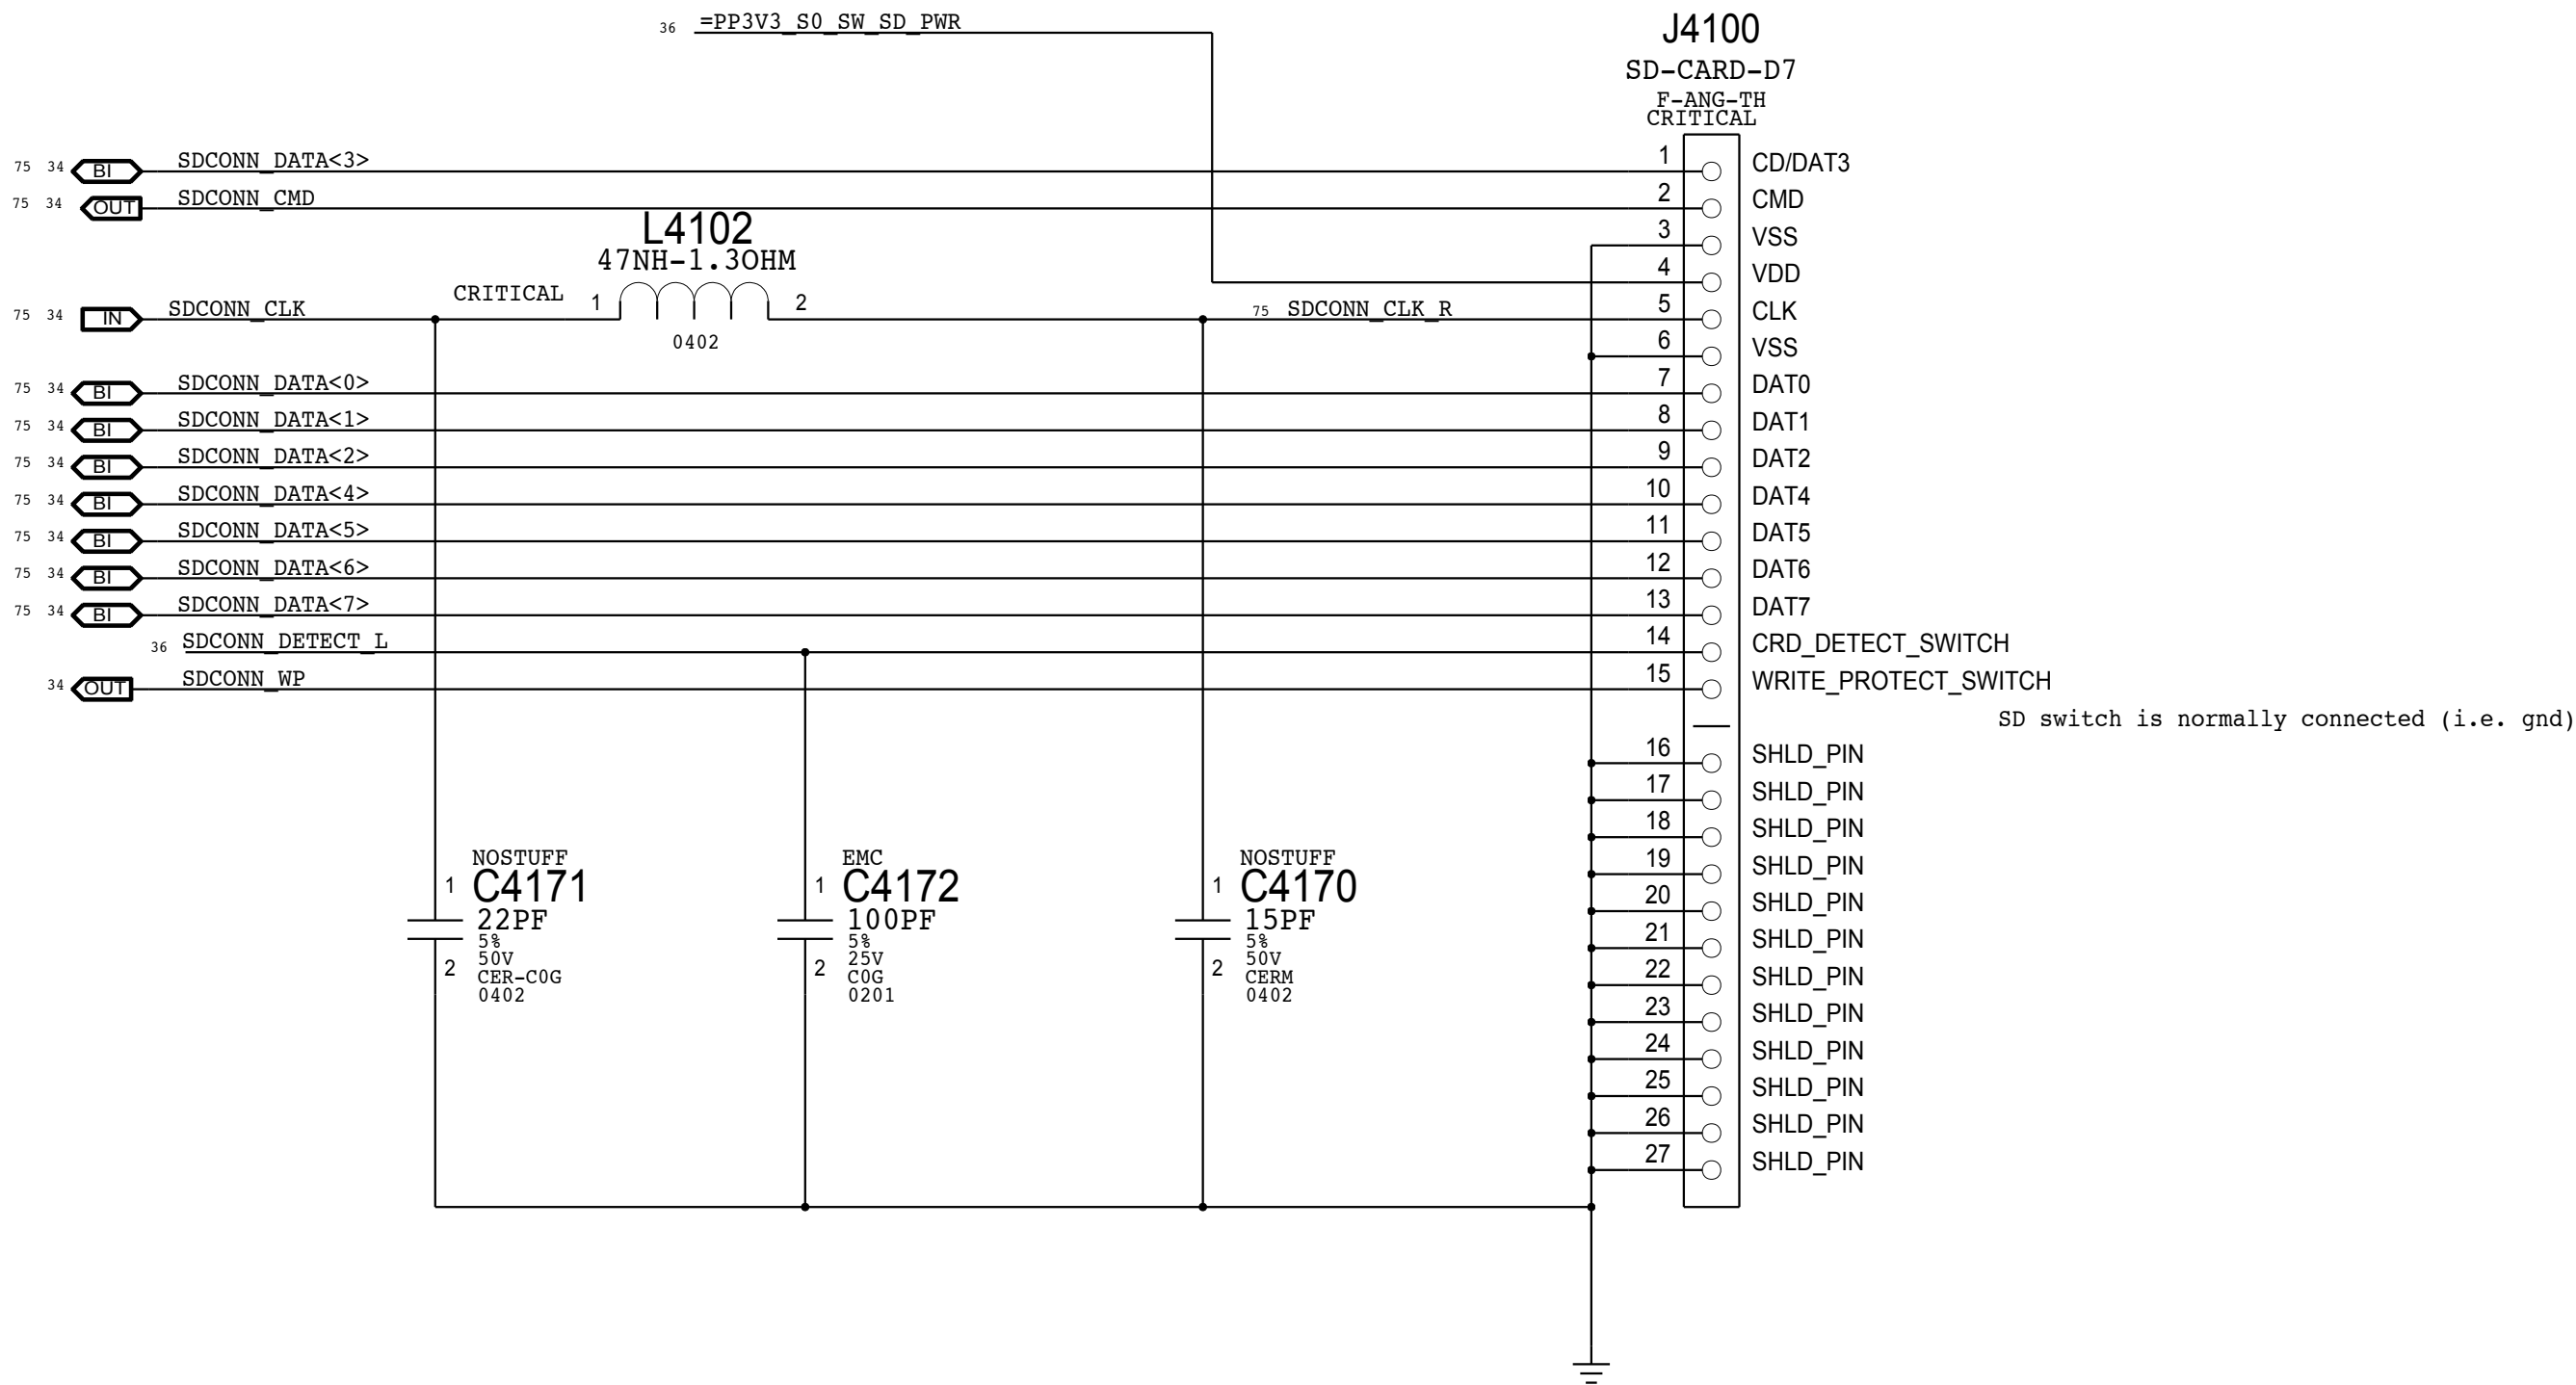 36 =PP3V3_S0_SW_SD_PWR
J4100
SD-CARD-D7
F-ANG-TH
CRITICAL
75 34 BI SDCONN_DATA<3> 1 CD/DAT3
75 34 OUT SDCONN_CMD 2 CMD
L4102
47NH-1.3OHM
3 VSS
4 VDD
75 34 IN SDCONN_CLK CRITICAL 1 2 75 SDCONN_CLK_R 5 CLK
0402
6 VSS
75 34 BI SDCONN_DATA<0> 7 DAT0
75 34 BI SDCONN_DATA<1> 8 DAT1
75 34 BI SDCONN_DATA<2> 9 DAT2
75 34 BI SDCONN_DATA<4> 10 DAT4
75 34 BI SDCONN_DATA<5> 11 DAT5
75 34 BI SDCONN_DATA<6> 12 DAT6
75 34 BI SDCONN_DATA<7> 13 DAT7
36 SDCONN_DETECT_L 14 CRD_DETECT_SWITCH
34 OUT SDCONN_WP 15 WRITE_PROTECT_SWITCH
SD switch is normally connected (i.e. gnd)
16 SHLD_PIN
17 SHLD_PIN
18 SHLD_PIN
19 SHLD_PIN
20 SHLD_PIN
21 SHLD_PIN
22 SHLD_PIN
23 SHLD_PIN
24 SHLD_PIN
25 SHLD_PIN
26 SHLD_PIN
27 SHLD_PIN
NOSTUFF
1 C4171
22PF
5%
50V
2 CER-C0G
0402
EMC
1 C4172
100PF
5%
25V
2 C0G
0201
NOSTUFF
1 C4170
15PF
5%
50V
2 CERM
0402